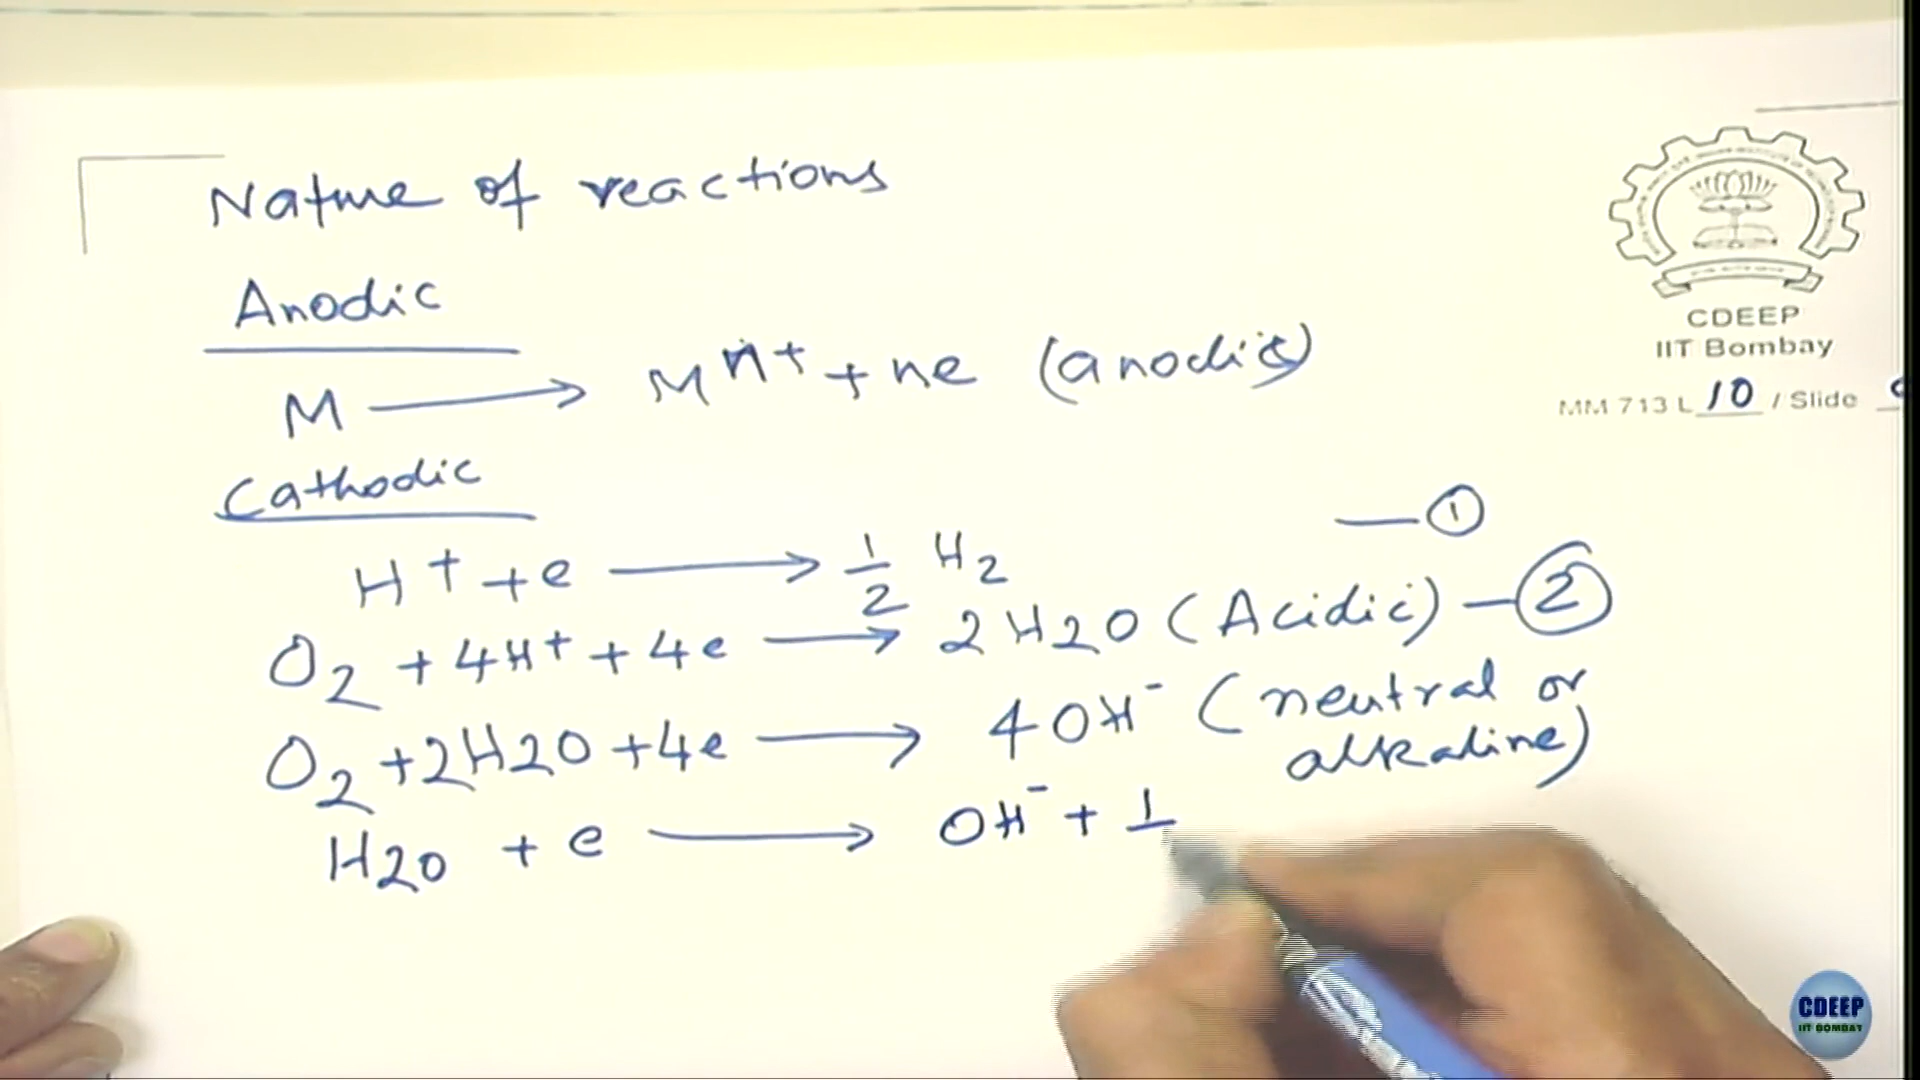 Nature of reactions
Anodic
M ⟶ Mⁿ⁺ + ne (anodic)
Cathodic
H⁺ + e ⟶ 1/2 H₂ — ①
O₂ + 4H⁺ + 4e ⟶ 2H2O (Acidic) — ②
O₂ + 2H2O + 4e ⟶ 4OH⁻ (neutral or
alkaline)
H2O + e ⟶ OH⁻ + 1
CDEEP
IIT Bombay
MM 713 L 10 / Slide
CDEEP
IIT BOMBAY